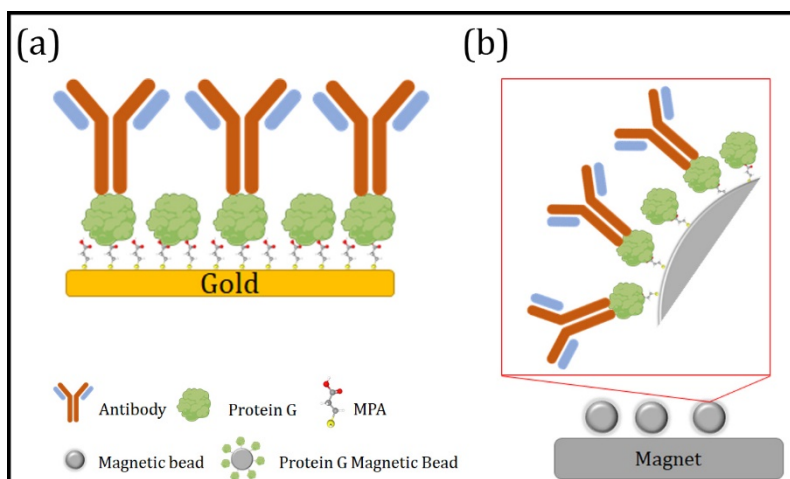 (a)
(b)
Gold
Antibody
Protein G
MPA
Magnetic bead
Protein G Magnetic Bead
Magnet